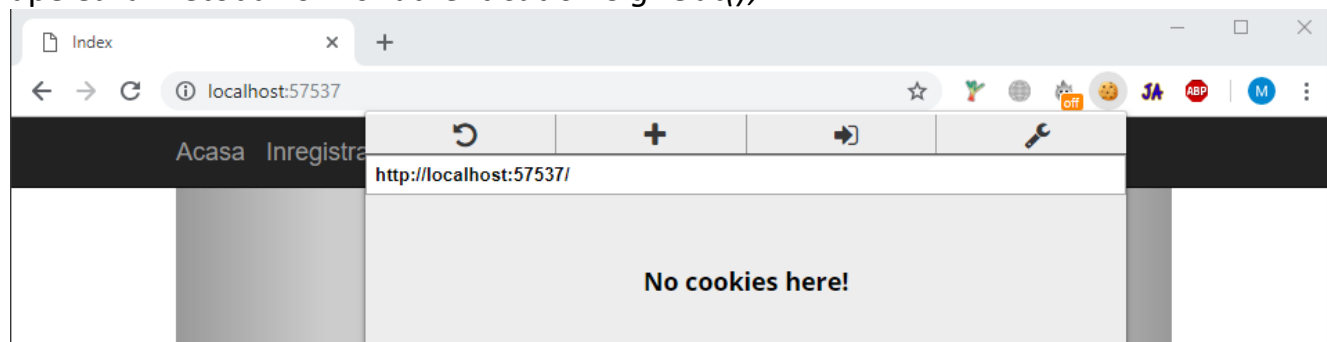 Index
localhost:57537
off
JA
ABP
M
Acasa Inregistra
http://localhost:57537/
No cookies here!